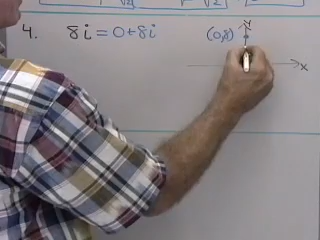 4. 8i = 0+8i (0,8) y
x